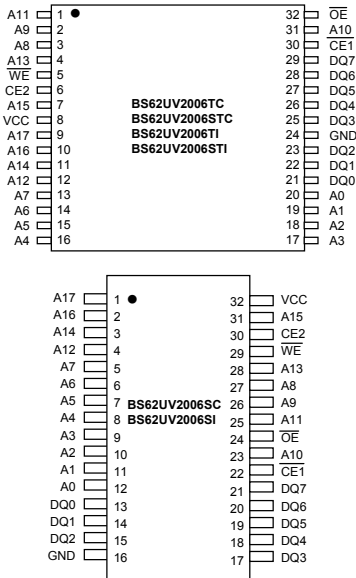 A11 1 32 OE
A9 2 31 A10
A8 3 30 CE1
A13 4 29 DQ7
WE 5 28 DQ6
CE2 6 27 DQ5
A15 7 BS62UV2006TC 26 DQ4
VCC 8 BS62UV2006STC 25 DQ3
A17 9 BS62UV2006TI 24 GND
A16 10 BS62UV2006STI 23 DQ2
A14 11 22 DQ1
A12 12 21 DQ0
A7 13 20 A0
A6 14 19 A1
A5 15 18 A2
A4 16 17 A3
A17 1 32 VCC
A16 2 31 A15
A14 3 30 CE2
A12 4 29 WE
A7 5 28 A13
A6 6 27 A8
A5 7 BS62UV2006SC 26 A9
A4 8 BS62UV2006SI 25 A11
A3 9 24 OE
A2 10 23 A10
A1 11 22 CE1
A0 12 21 DQ7
DQ0 13 20 DQ6
DQ1 14 19 DQ5
DQ2 15 18 DQ4
GND 16 17 DQ3